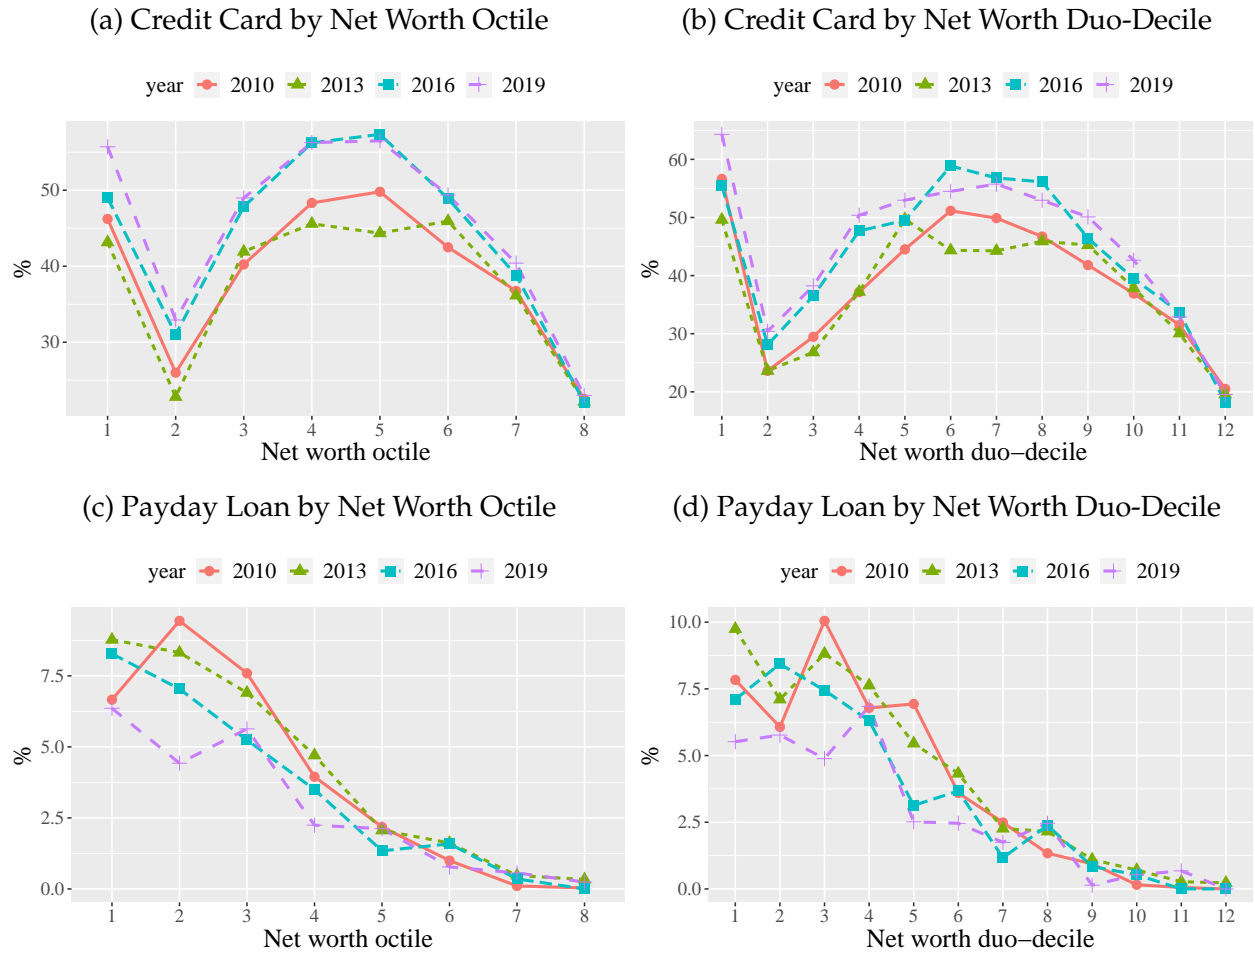 (a) Credit Card by Net Worth Octile
year 2010 2013 2016 2019
50
40
30
%
1 2 3 4 5 6 7 8
Net worth octile
(b) Credit Card by Net Worth Duo-Decile
year 2010 2013 2016 2019
60
50
40
30
20
%
1 2 3 4 5 6 7 8 9 10 11 12
Net worth duo−decile
(c) Payday Loan by Net Worth Octile
year 2010 2013 2016 2019
7.5
5.0
2.5
0.0
%
1 2 3 4 5 6 7 8
Net worth octile
(d) Payday Loan by Net Worth Duo-Decile
year 2010 2013 2016 2019
10.0
7.5
5.0
2.5
0.0
%
1 2 3 4 5 6 7 8 9 10 11 12
Net worth duo−decile